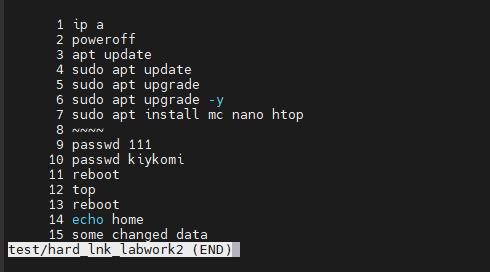 1 ip a
2 poweroff
3 apt update
4 sudo apt update
5 sudo apt upgrade
6 sudo apt upgrade -y
7 sudo apt install mc nano htop
8 ~~~~
9 passwd 111
10 passwd kiykomi
11 reboot
12 top
13 reboot
14 echo home
15 some changed data
test/hard_lnk_labwork2 (END)